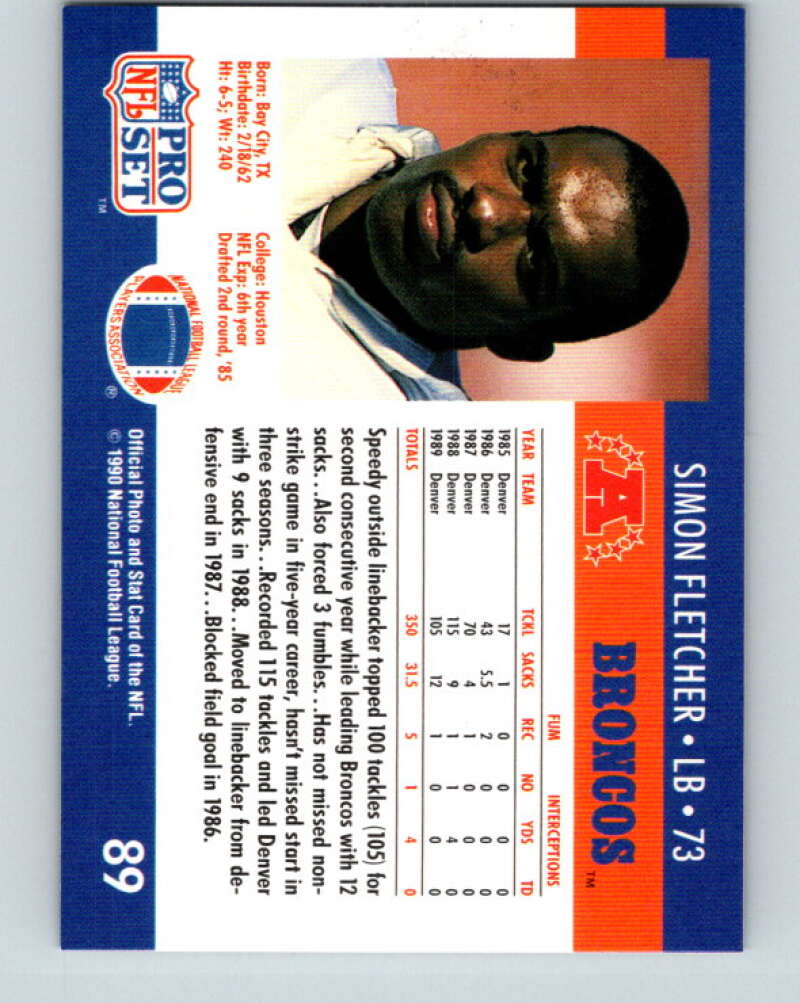 SIMON FLETCHER • LB • 73
A
BRONCOS™
FUM INTERCEPTIONS
YEAR TEAM TCKL SACKS REC NO YDS TD
1985 Denver 17 1 0 0 0 0
1986 Denver 43 5.5 2 0 0 0
1987 Denver 70 4 1 0 0 0
1988 Denver 115 9 1 1 4 0
1989 Denver 105 12 1 0 0 0
TOTALS 350 31.5 5 1 4 0
Speedy outside linebacker topped 100 tackles (105) for
second consecutive year while leading Broncos with 12
sacks...Also forced 3 fumbles...Has not missed non-
strike game in five-year career, hasn't missed start in
three seasons...Recorded 115 tackles and led Denver
with 9 sacks in 1988...Moved to linebacker from de-
fensive end in 1987...Blocked field goal in 1986.
Born: Bay City, TX
Birthdate: 2/18/62
Ht: 6-5; Wt: 240
College: Houston
NFL Exp: 6th year
Drafted 2nd round, '85
NFL PRO SET™
NATIONAL FOOTBALL LEAGUE PLAYERS ASSOCIATION®
Official Photo and Stat Card of the NFL.
© 1990 National Football League.
89